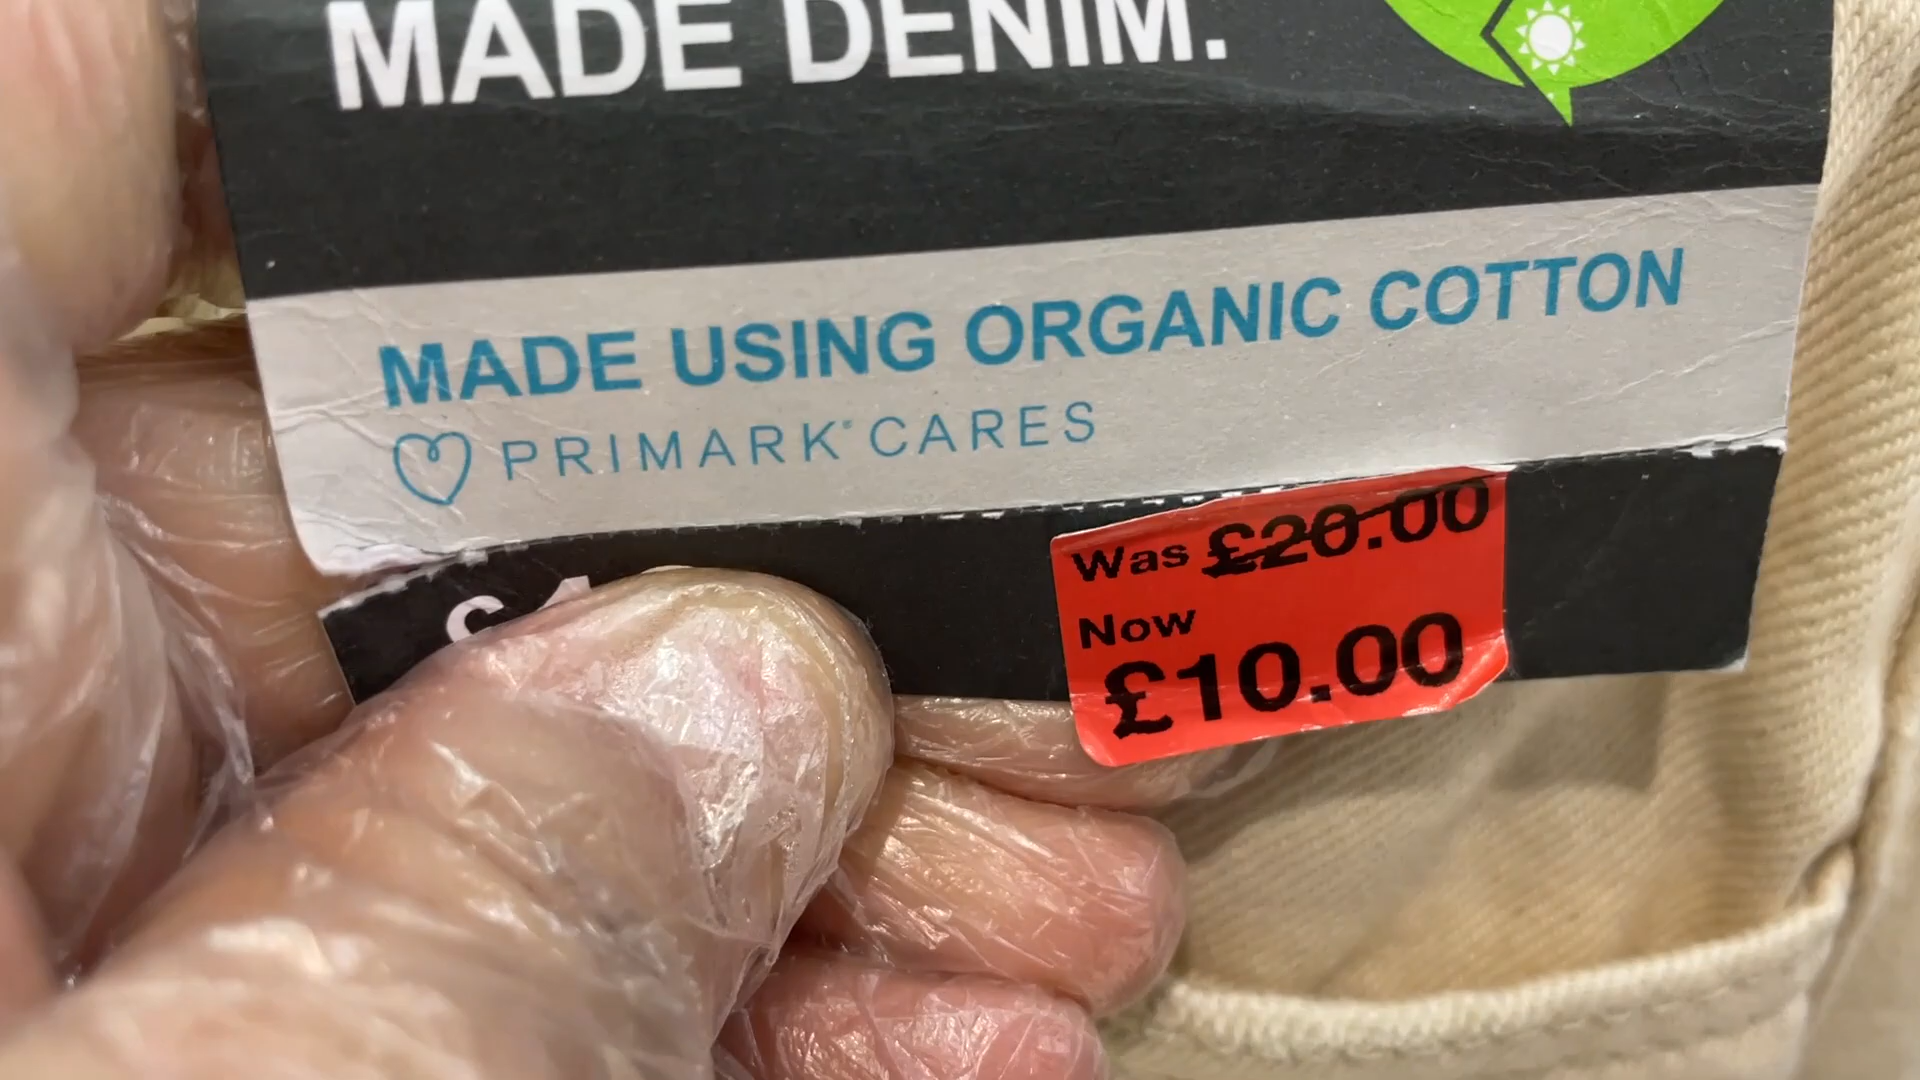 MADE DENIM.
MADE USING ORGANIC COTTON
PRIMARK® CARES
Was £20.00
Now
£10.00